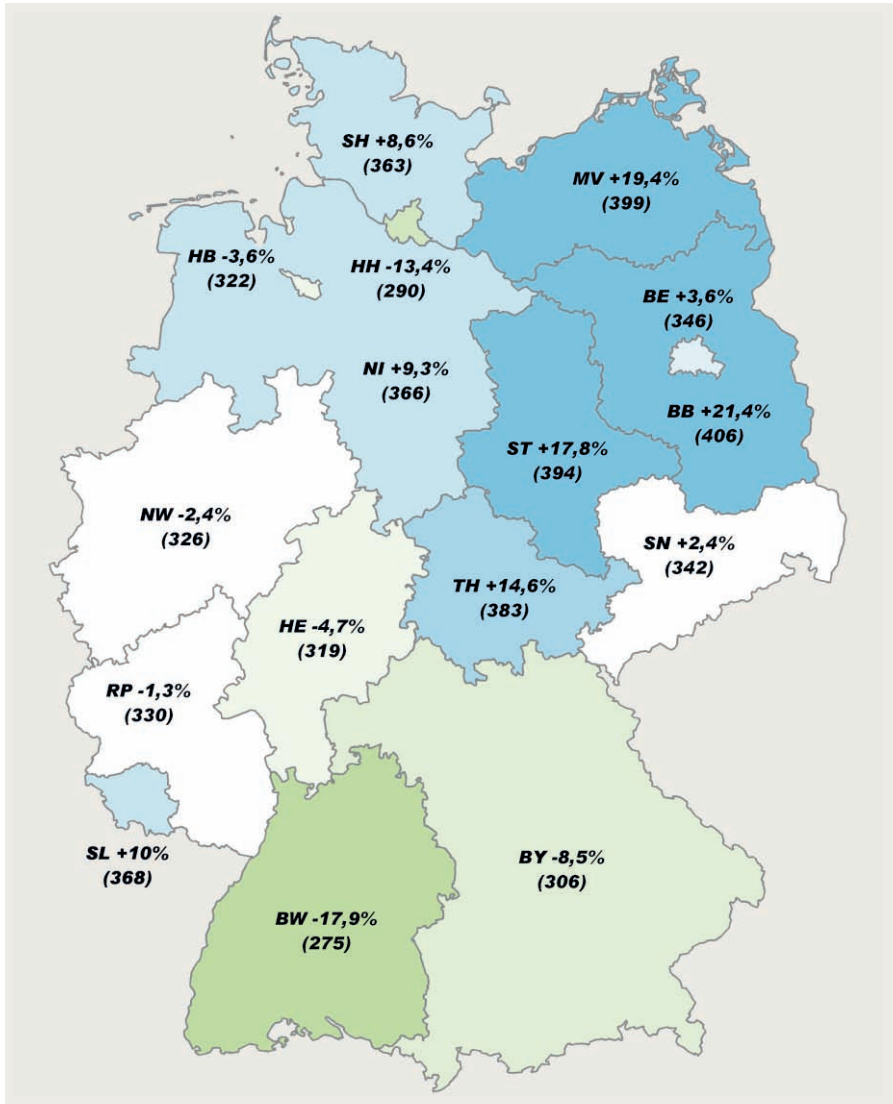 SH +8,6%
(363)
MV +19,4%
(399)
HB -3,6%
(322)
HH -13,4%
(290)
BE +3,6%
(346)
NI +9,3%
(366)
BB +21,4%
(406)
ST +17,8%
(394)
NW -2,4%
(326)
SN +2,4%
(342)
TH +14,6%
(383)
HE -4,7%
(319)
RP -1,3%
(330)
SL +10%
(368)
BY -8,5%
(306)
BW -17,9%
(275)